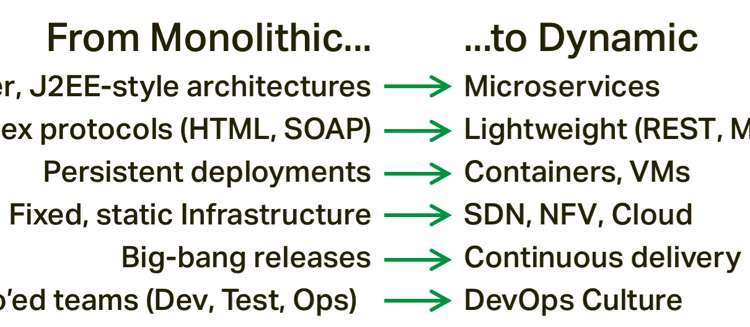 From Monolithic... ...to Dynamic
er, J2EE-style architectures Microservices
ex protocols (HTML, SOAP) Lightweight (REST, M
Persistent deployments Containers, VMs
Fixed, static Infrastructure SDN, NFV, Cloud
Big-bang releases Continuous delivery
o'ed teams (Dev, Test, Ops) DevOps Culture